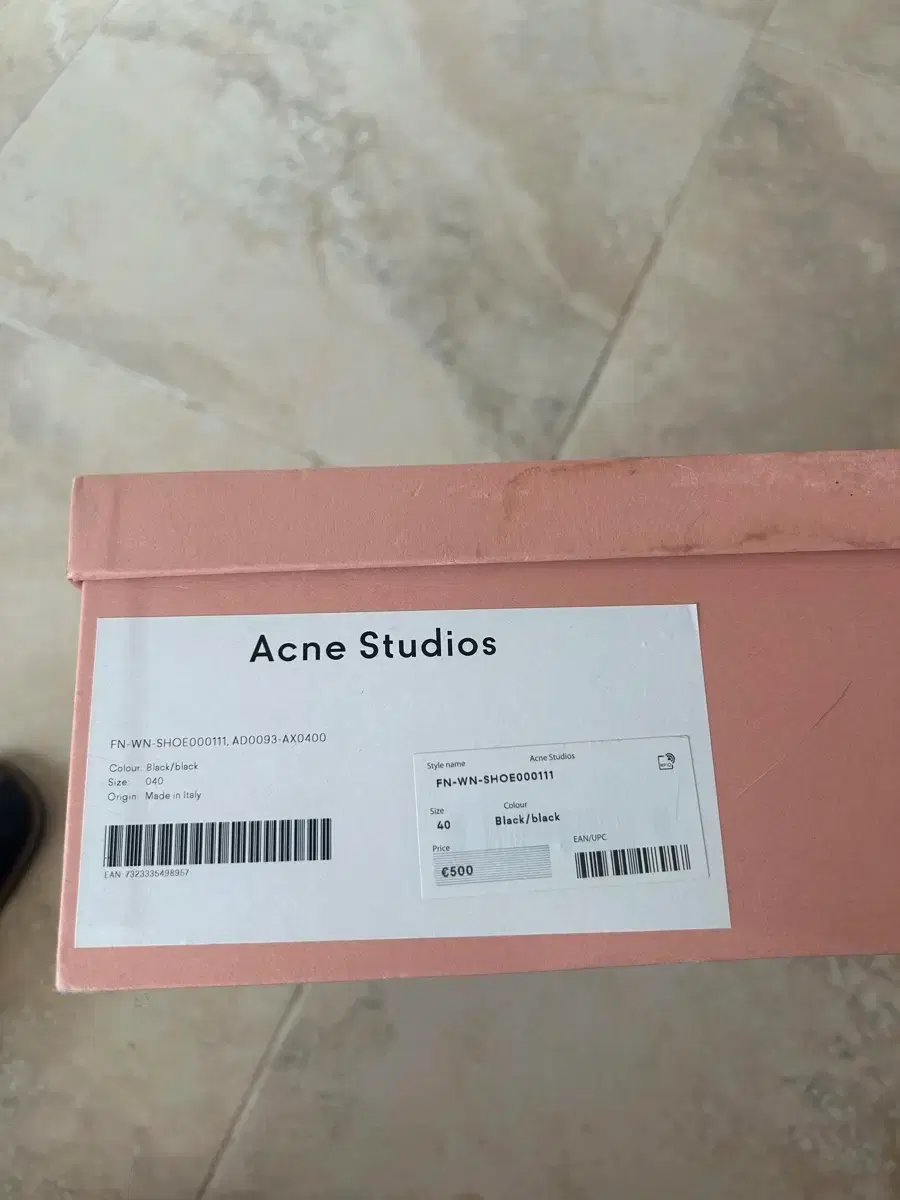 Acne Studios
FN-WN-SHOE000111, AD0093-AX0400
Colour: Black/black
Size: 040
Origin: Made in Italy
EAN 7323335498957
Style name Acne Studios
FN-WN-SHOE000111
Size Colour
40 Black/black
Price EAN/UPC
€500